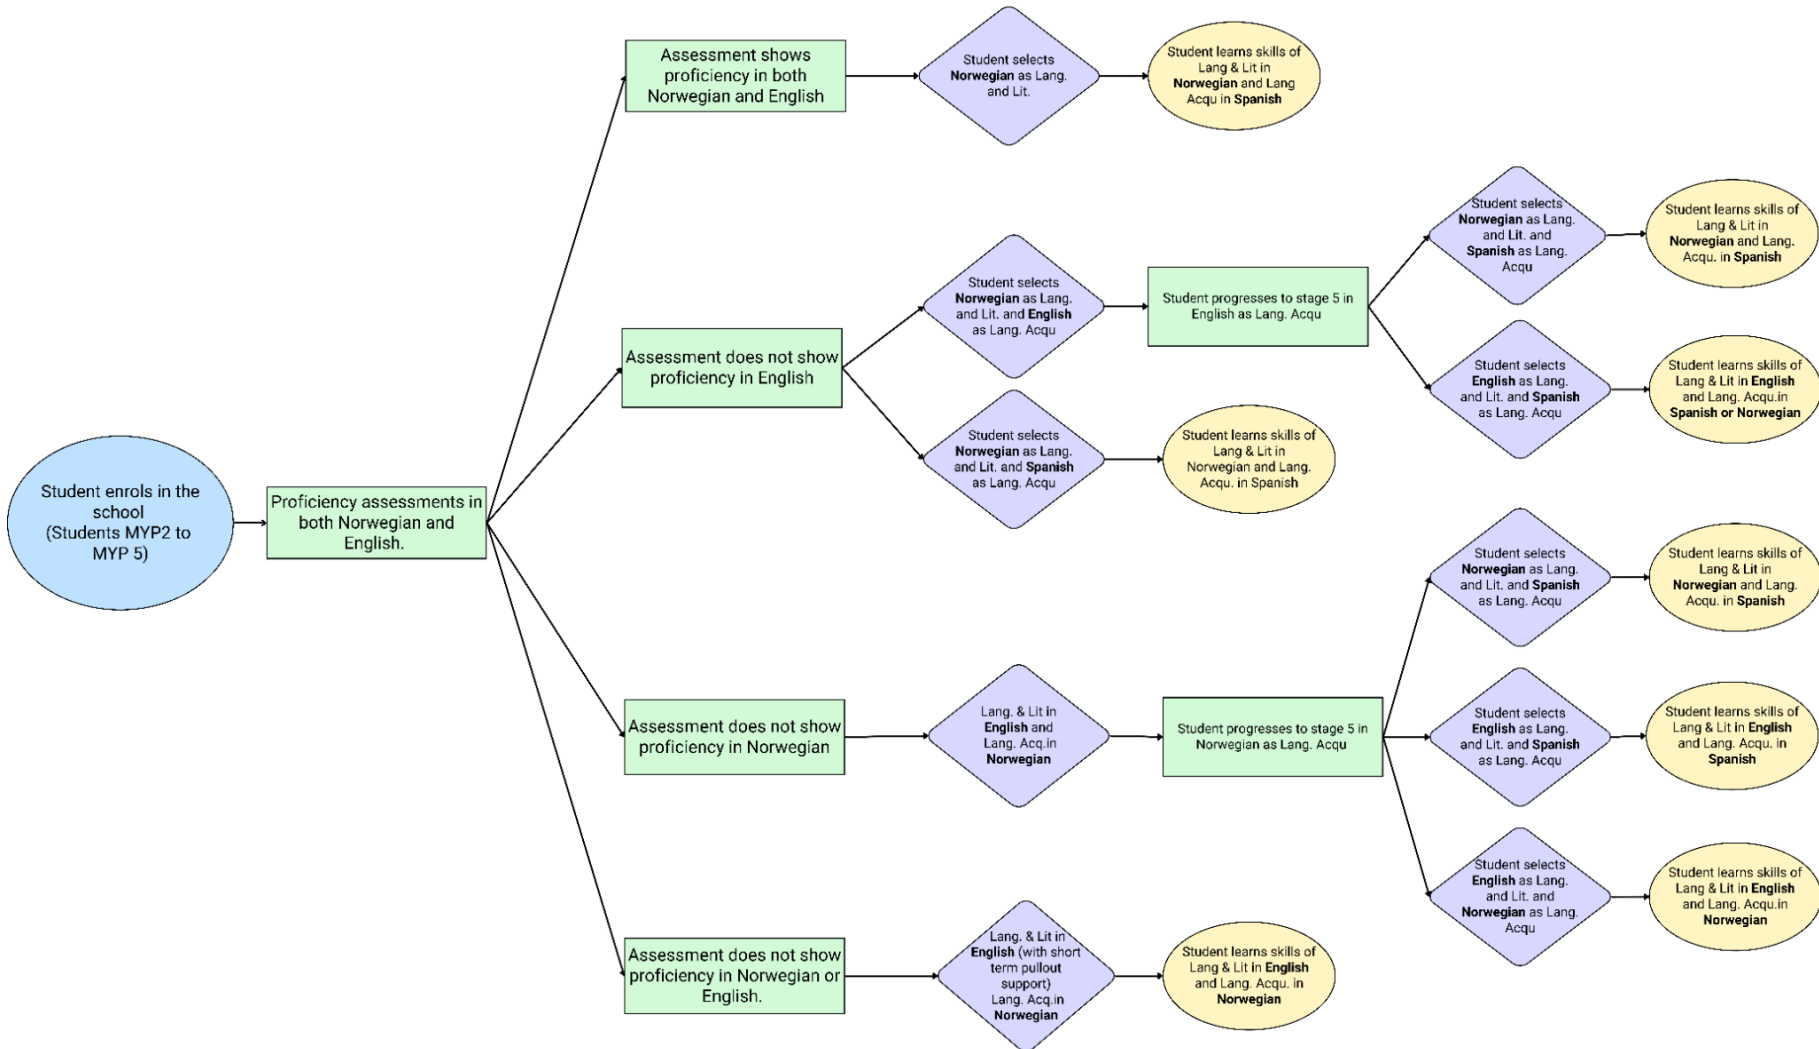 Student enrols in the
school
(Students MYP2 to
MYP 5)
Proficiency assessments in
both Norwegian and
English.
Assessment shows
proficiency in both
Norwegian and English
Student selects
Norwegian as Lang.
and Lit.
Student learns skills of
Lang & Lit in
Norwegian and Lang
Acqu in Spanish
Assessment does not show
proficiency in English
Student selects
Norwegian as Lang.
and Lit. and English
as Lang. Acqu
Student progresses to stage 5 in
English as Lang. Acqu
Student selects
Norwegian as Lang.
and Lit. and
Spanish as Lang.
Acqu
Student learns skills of
Lang & Lit in
Norwegian and Lang.
Acqu. in Spanish
Student selects
English as Lang.
and Lit. and Spanish
as Lang. Acqu
Student learns skills of
Lang & Lit in English
and Lang. Acqu.in
Spanish or Norwegian
Student selects
Norwegian as Lang.
and Lit. and Spanish
as Lang. Acqu
Student learns skills of
Lang & Lit in
Norwegian and Lang.
Acqu. in Spanish
Assessment does not show
proficiency in Norwegian
Lang. & Lit in
English and
Lang. Acq.in
Norwegian
Student progresses to stage 5 in
Norwegian as Lang. Acqu
Student selects
Norwegian as Lang.
and Lit. and Spanish
as Lang. Acqu
Student learns skills of
Lang & Lit in
Norwegian and Lang.
Acqu. in Spanish
Student selects
English as Lang.
and Lit. and Spanish
as Lang. Acqu
Student learns skills of
Lang & Lit in English
and Lang. Acqu. in
Spanish
Student selects
English as Lang.
and Lit. and
Norwegian as Lang.
Acqu
Student learns skills of
Lang & Lit in English
and Lang. Acqu.in
Norwegian
Assessment does not show
proficiency in Norwegian or
English.
Lang. & Lit in
English (with short
term pullout
support)
Lang. Acq.in
Norwegian
Student learns skills of
Lang & Lit in English
and Lang. Acqu. in
Norwegian